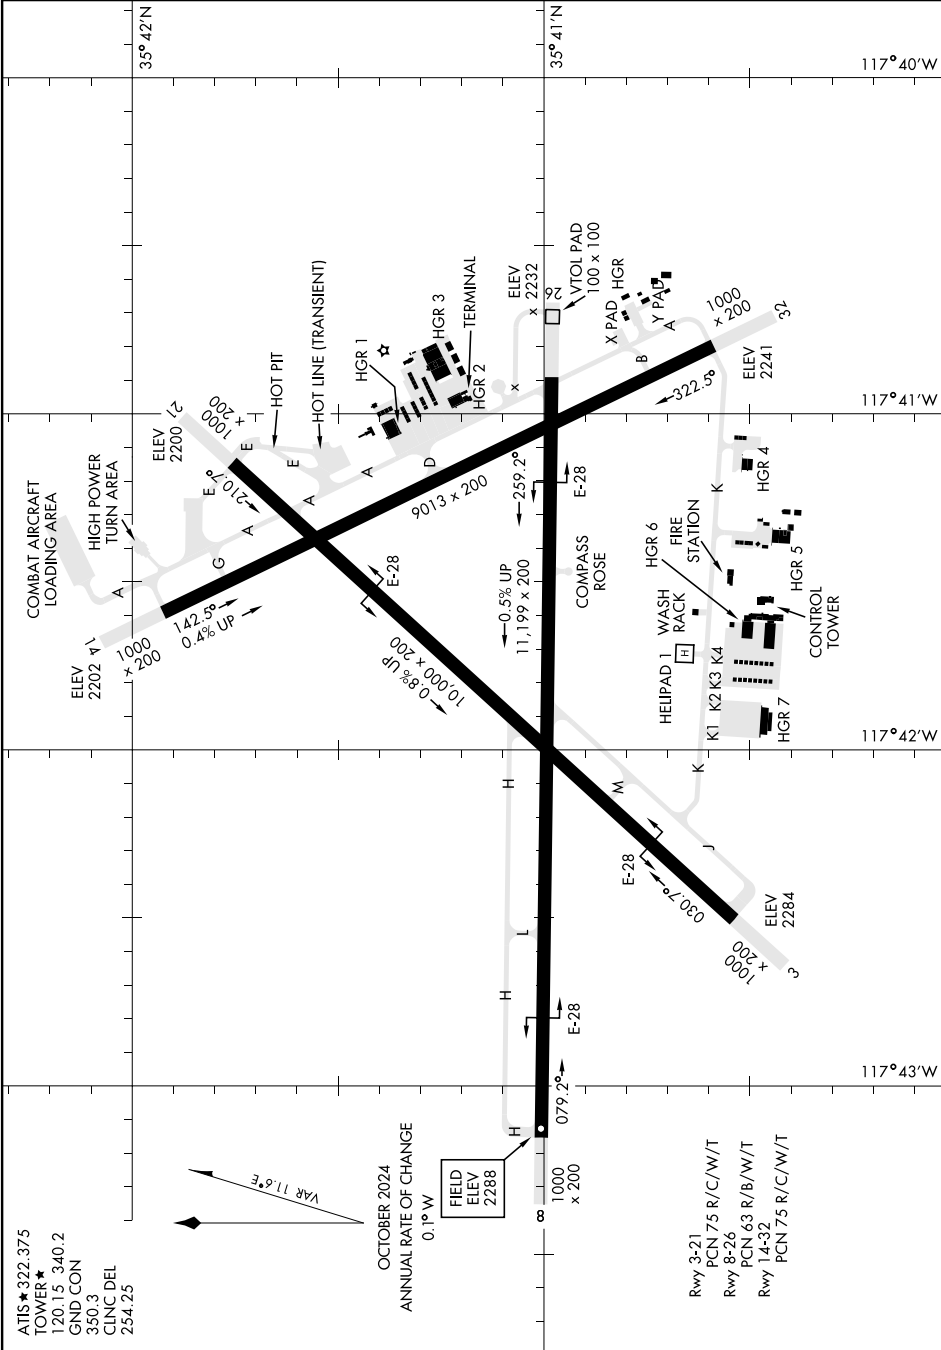 ATIS★322.375
TOWER★
120.15 340.2
GND CON
350.3
CLNC DEL
254.25
VAR 11.6°E
OCTOBER 2024
ANNUAL RATE OF CHANGE
0.1° W
FIELD
ELEV
2288
35°42'N
35°41'N
117°40'W
117°41'W
117°42'W
117°43'W
COMBAT AIRCRAFT
LOADING AREA
HIGH POWER
TURN AREA
ELEV
2202
14
1000
x 200
142.5°
0.4% UP
A
G
A
A
A
D
E
E
E
ELEV
2200
21
1000
x 200
210.7°
HOT PIT
HOT LINE (TRANSIENT)
HGR 1
HGR 3
HGR 2
TERMINAL
9013 x 200
E-28
0.8% UP
10,000 x 200
x
x
ELEV
2232
26
VTOL PAD
100 x 100
X PAD
HGR
Y PAD
A
B
1000
x 200
32
ELEV
2241
322.5°
259.2°
E-28
0.5% UP
11,199 x 200
COMPASS
ROSE
K
HGR 4
HGR 5
HGR 6
FIRE
STATION
WASH
RACK
CONTROL
TOWER
HELIPAD 1
H
K1 K2 K3 K4
HGR 7
K
M
J
E-28
030.7°
ELEV
2284
1000
x 200
3
H
L
H
H
E-28
079.2°
8
1000
x 200
Rwy 3-21
PCN 75 R/C/W/T
Rwy 8-26
PCN 63 R/B/W/T
Rwy 14-32
PCN 75 R/C/W/T